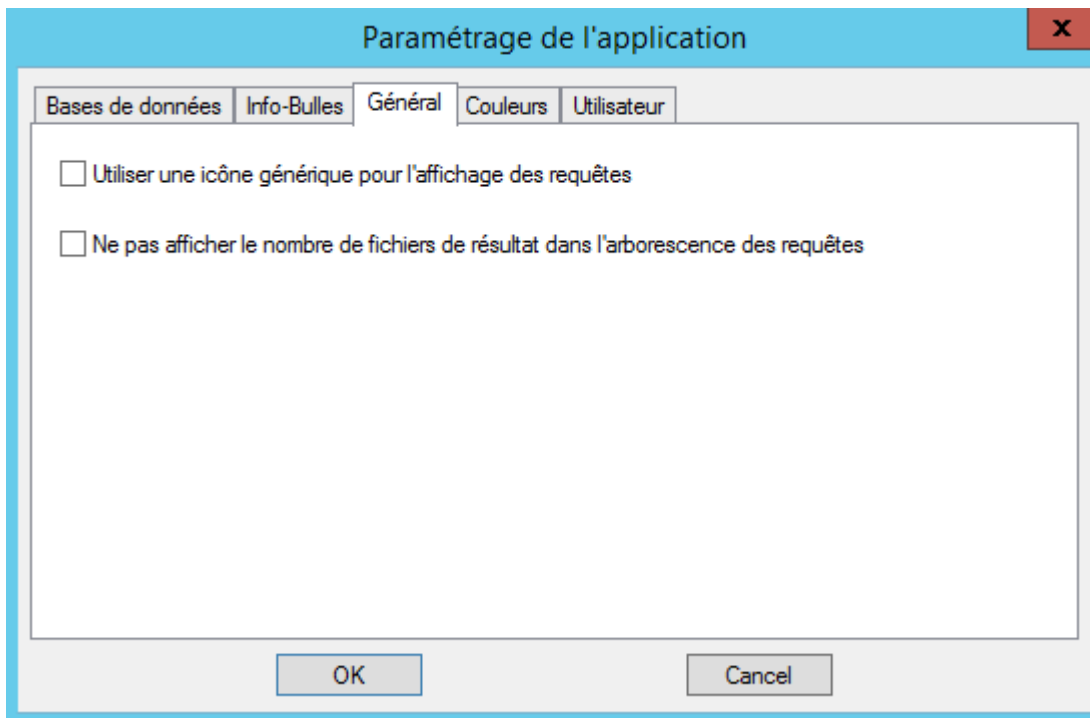 Paramétrage de l'application
x
Bases de données Info-Bulles Général Couleurs Utilisateur
Utiliser une icône générique pour l'affichage des requêtes
Ne pas afficher le nombre de fichiers de résultat dans l'arborescence des requêtes
OK Cancel